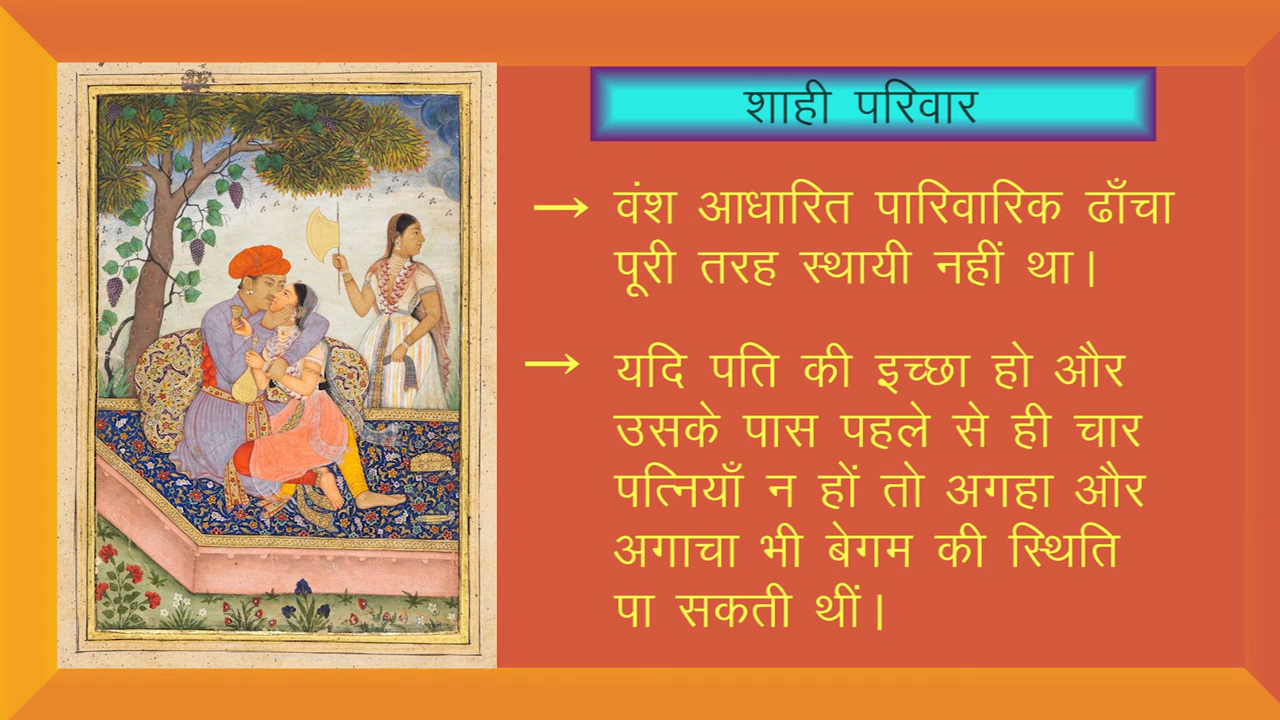 शाही परिवार
→ वंश आधारित पारिवारिक ढाँचा
पूरी तरह स्थायी नहीं था।
→ यदि पति की इच्छा हो और
उसके पास पहले से ही चार
पत्नियाँ न हों तो अगहा और
अगाचा भी बेगम की स्थिति
पा सकती थीं।